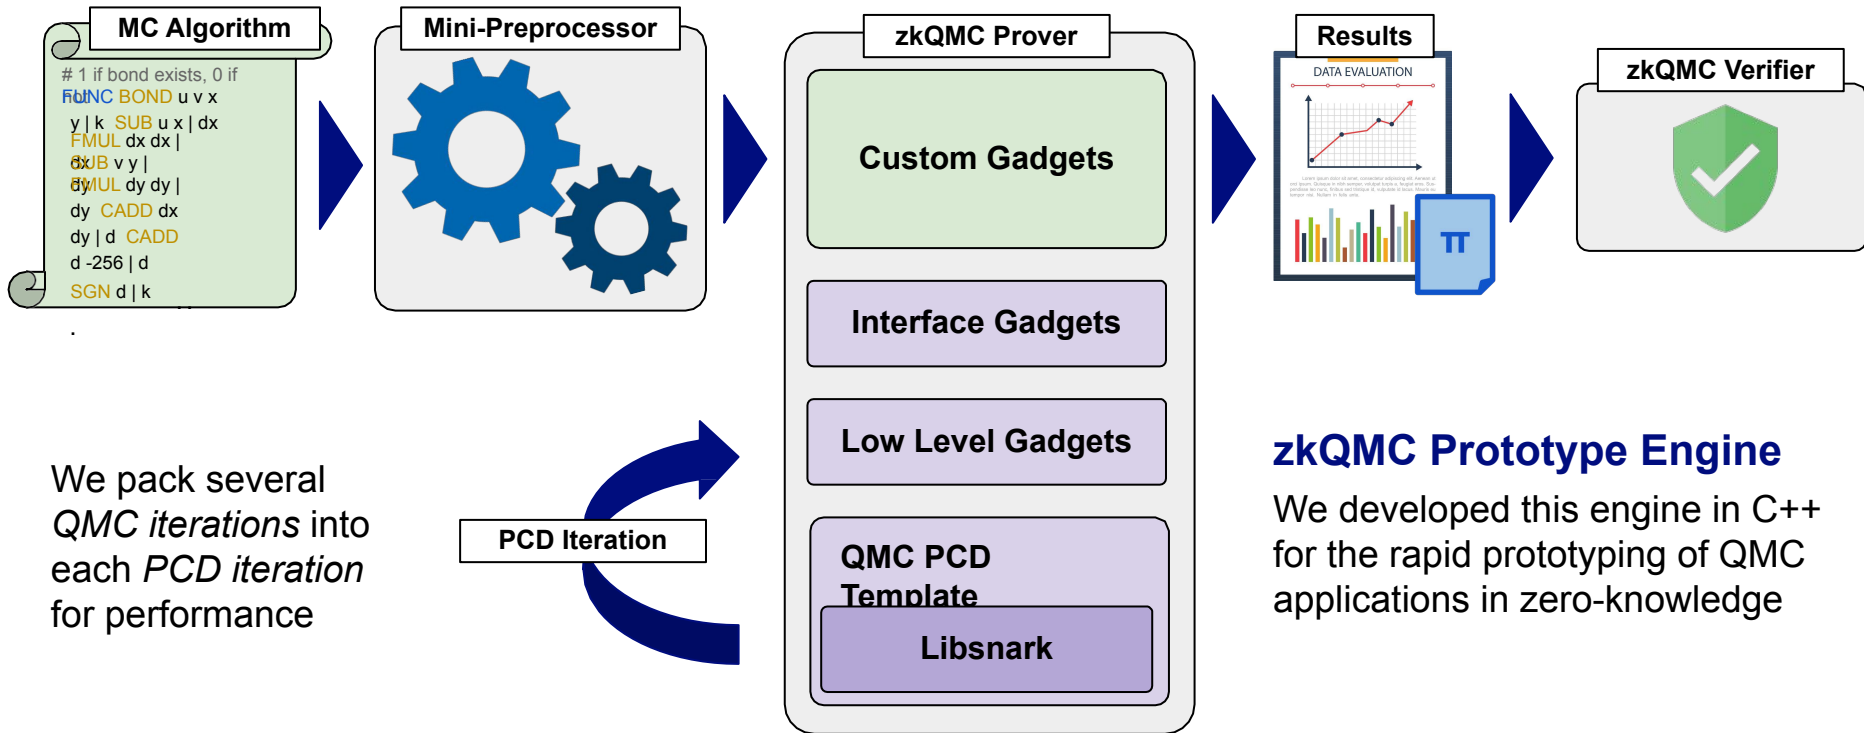 MC Algorithm
# 1 if bond exists, 0 if
not
FUNC BOND u v x
y | k SUB u x | dx
FMUL dx dx |
dx
SUB v y |
dy
FMUL dy dy |
dy CADD dx
dy | d CADD
d -256 | d
SGN d | k
.
Mini-Preprocessor
zkQMC Prover
Custom Gadgets
Interface Gadgets
Low Level Gadgets
QMC PCD
Template
Libsnark
Results
DATA EVALUATION
π
zkQMC Verifier
We pack several
QMC iterations into
each PCD iteration
for performance
PCD Iteration
zkQMC Prototype Engine
We developed this engine in C++
for the rapid prototyping of QMC
applications in zero-knowledge